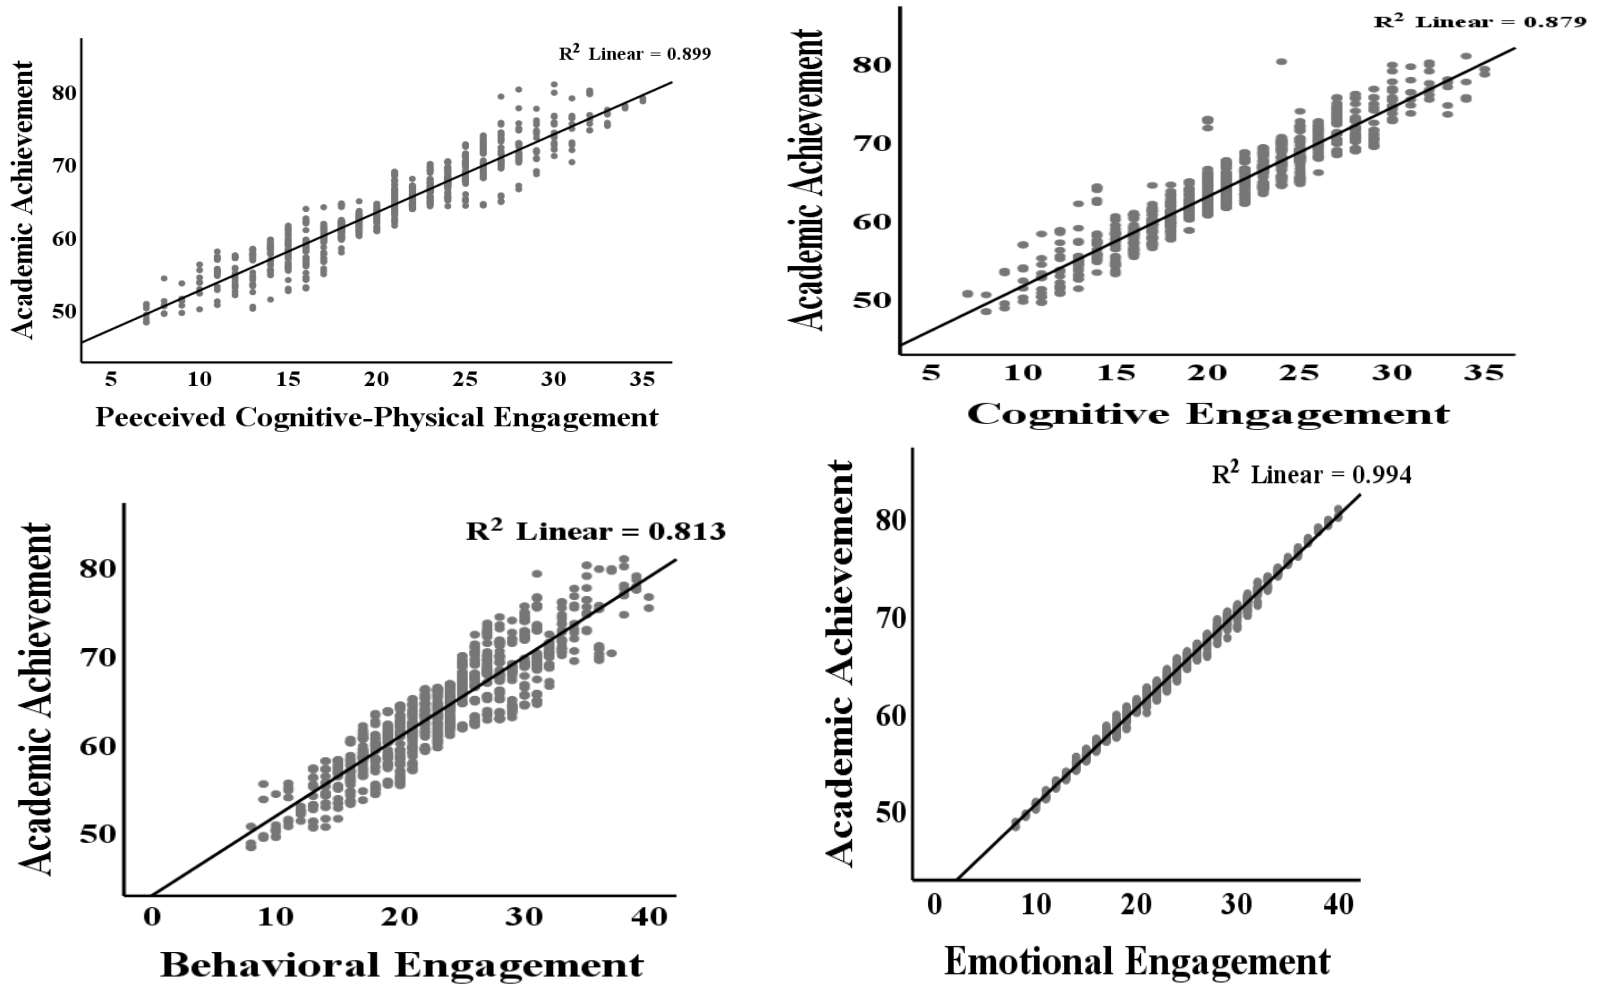 R² Linear = 0.899
Academic Achievement
80
70
60
50
5 10 15 20 25 30 35
Peeceived Cognitive-Physical Engagement
R² Linear = 0.879
Academic Achievement
80
70
60
50
5 10 15 20 25 30 35
Cognitive Engagement
R² Linear = 0.813
Academic Achievement
80
70
60
50
0 10 20 30 40
Behavioral Engagement
R² Linear = 0.994
Academic Achievement
80
70
60
50
0 10 20 30 40
Emotional Engagement